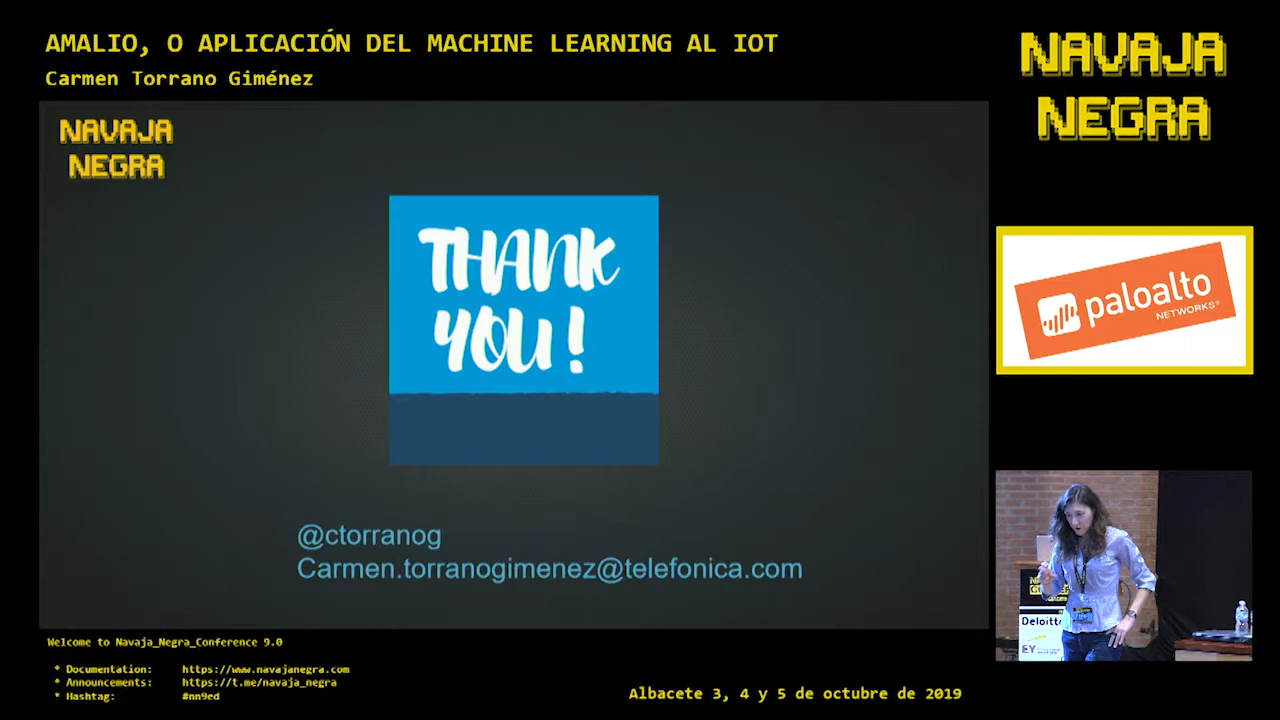 AMALIO, O APLICACIÓN DEL MACHINE LEARNING AL IOT
Carmen Torrano Giménez
NAVAJA
NEGRA
NAVAJA
NEGRA
THANK
YOU!
@ctorranog
Carmen.torranogimenez@telefonica.com
paloalto
NETWORKS®
Deloitte
EY
Welcome to Navaja_Negra_Conference 9.0
* Documentation: https://www.navajanegra.com
* Announcements: https://t.me/navaja_negra
* Hashtag: #nn9ed
Albacete 3, 4 y 5 de octubre de 2019